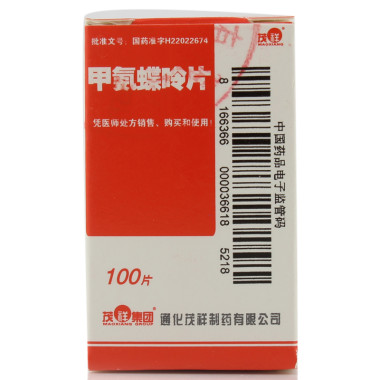 批准文号:国药准字H22022674
茂祥
MAOXIANG
甲氨蝶呤片
凭医师处方销售、购买和使用!
100片
茂祥集团
MAOXIANG GROUP
通化茂祥制药有限公司
中国药品电子监管码
8 166366 000036618 5218